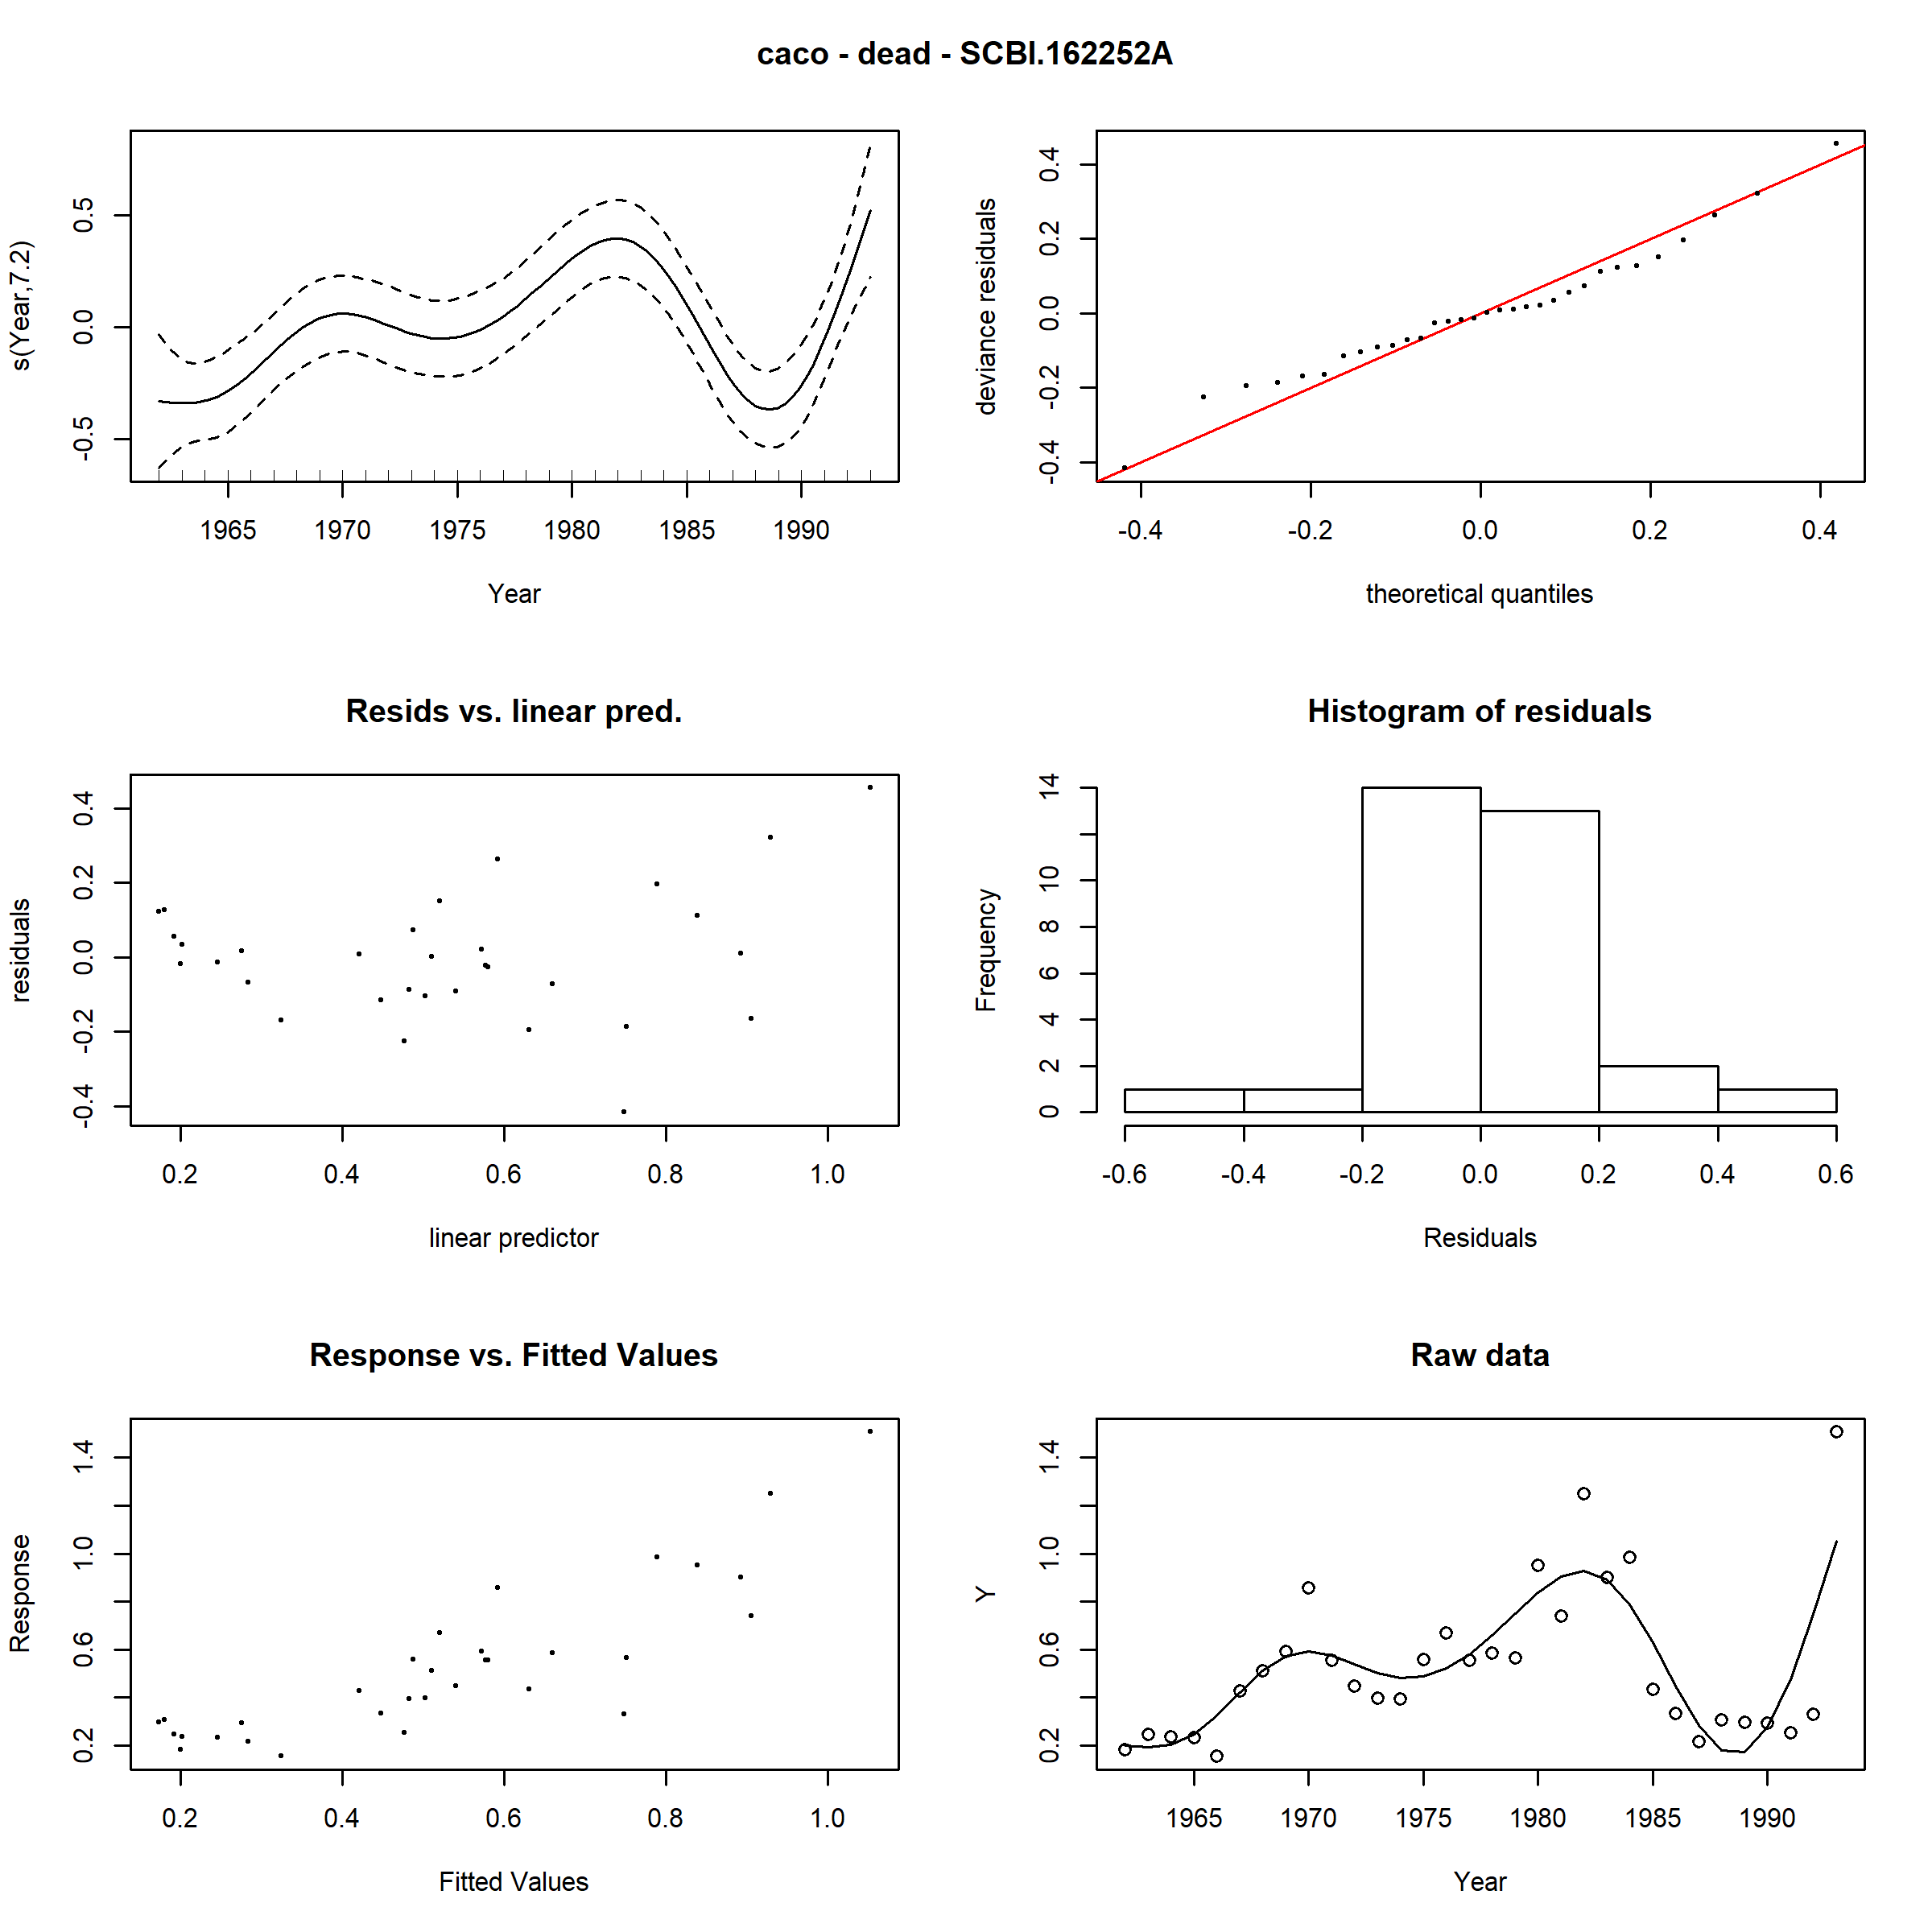 caco - dead - SCBI.162252A
s(Year,7.2)
-0.5 0.0 0.5
1965 1970 1975 1980 1985 1990
Year
deviance residuals
-0.4 -0.2 0.0 0.2 0.4
-0.4 -0.2 0.0 0.2 0.4
theoretical quantiles
Resids vs. linear pred.
residuals
-0.4 -0.2 0.0 0.2 0.4
0.2 0.4 0.6 0.8 1.0
linear predictor
Histogram of residuals
Frequency
0 2 4 6 8 10 14
-0.6 -0.4 -0.2 0.0 0.2 0.4 0.6
Residuals
Response vs. Fitted Values
Response
0.2 0.6 1.0 1.4
0.2 0.4 0.6 0.8 1.0
Fitted Values
Raw data
Y
0.2 0.6 1.0 1.4
1965 1970 1975 1980 1985 1990
Year